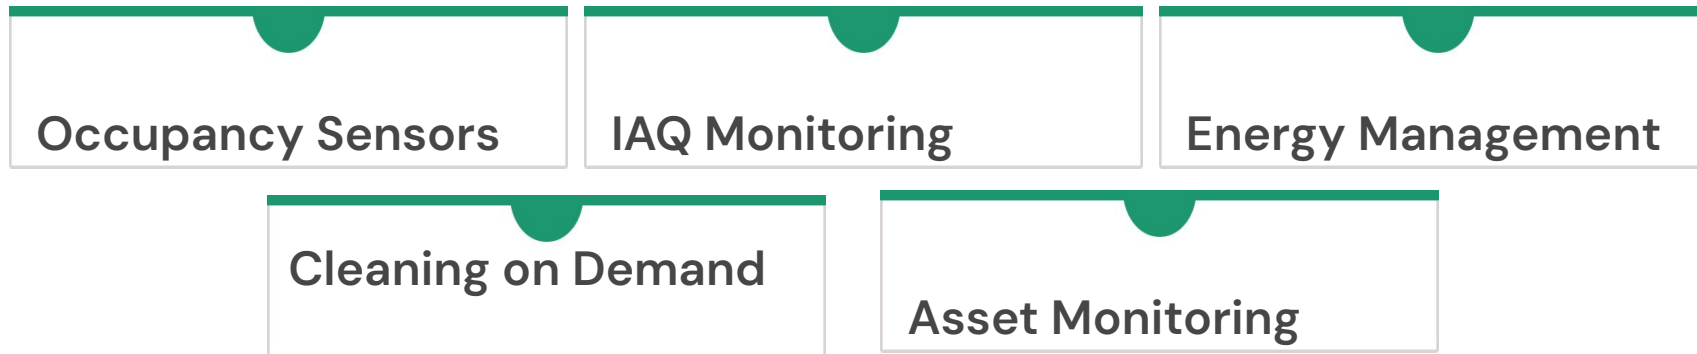 Occupancy Sensors
IAQ Monitoring
Energy Management
Cleaning on Demand
Asset Monitoring